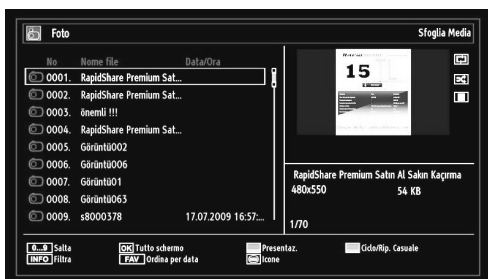 Foto
Sfoglia Media
No Nome file Data/Ora
0001. RapidShare Premium Sat...
0002. RapidShare Premium Sat...
0003. önemli !!!
0004. RapidShare Premium Sat...
0005. Görüntü002
0006. Görüntü006
0007. Görüntü01
0008. Görüntü063
0009. s8000378 17.07.2009 16:57:...
15
RapidShare Premium Satın Al Sakın Kaçırma
480x550 54 KB
1/70
0...9 Salta OK Tutto schermo Presentaz. Ciclo/Rip. Casuale
INFO Filtra FAV Ordina per data Icone